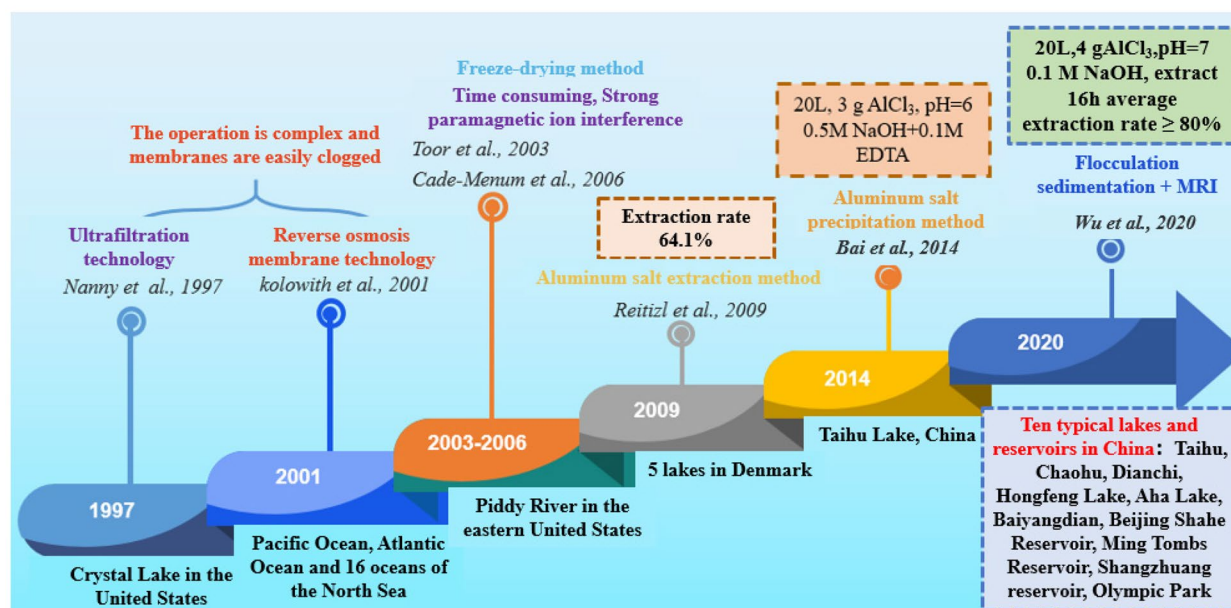 The operation is complex and
membranes are easily clogged
Ultrafiltration
technology
Nanny et al., 1997
1997
Crystal Lake in the
United States
Reverse osmosis
membrane technology
kolowith et al., 2001
2001
Pacific Ocean, Atlantic
Ocean and 16 oceans of
the North Sea
Freeze-drying method
Time consuming, Strong
paramagnetic ion interference
Toor et al., 2003
Cade-Menum et al., 2006
2003-2006
Piddy River in the
eastern United States
Extraction rate
64.1%
Aluminum salt extraction method
Reitizl et al., 2009
2009
5 lakes in Denmark
20L, 3 g AlCl₃, pH=6
0.5M NaOH+0.1M
EDTA
Aluminum salt
precipitation method
Bai et al., 2014
2014
Taihu Lake, China
20L,4 gAlCl₃,pH=7
0.1 M NaOH, extract
16h average
extraction rate ≥ 80%
Flocculation
sedimentation + MRI
Wu et al., 2020
2020
Ten typical lakes and
reservoirs in China： Taihu,
Chaohu, Dianchi,
Hongfeng Lake, Aha Lake,
Baiyangdian, Beijing Shahe
Reservoir, Ming Tombs
Reservoir, Shangzhuang
reservoir, Olympic Park